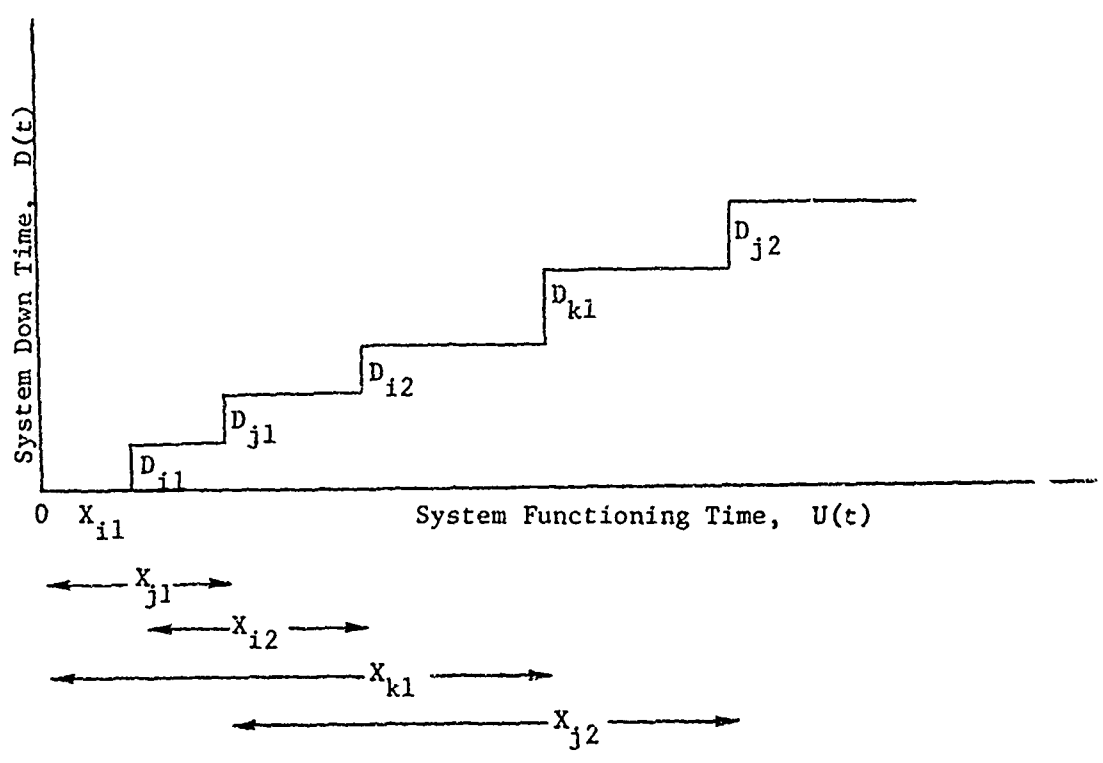 System Down Time, D(t)
D_j2
D_k1
D_i2
D_j1
D_i1
0 X_i1 System Functioning Time, U(t)
X_j1
X_i2
X_k1
X_j2